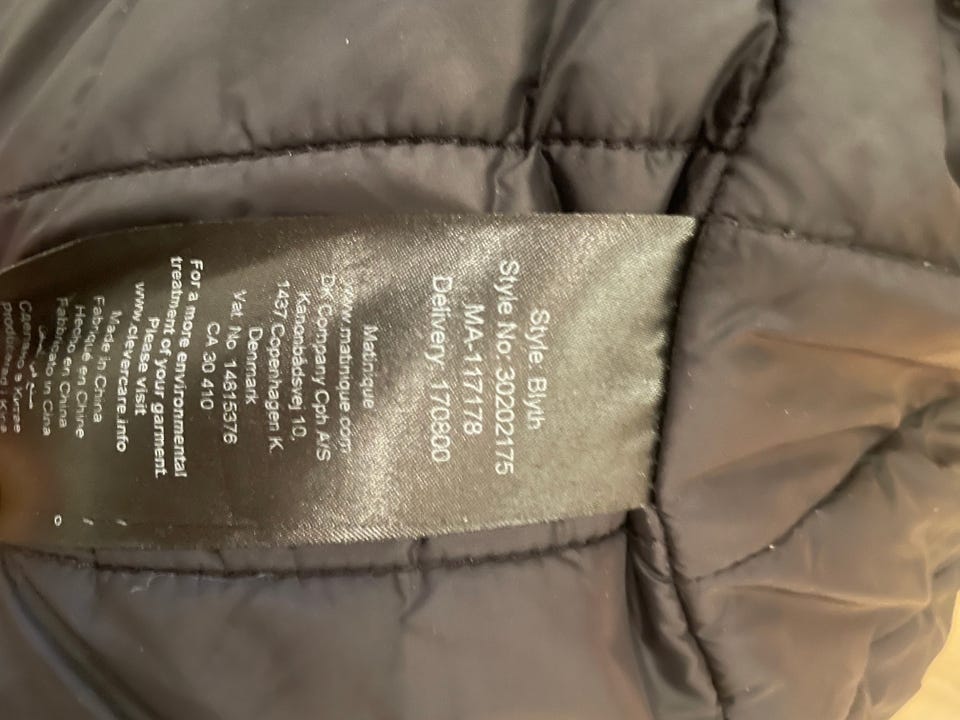 Style: Blyth
Style No: 30202175
MA-117178
Delivery: 170800
Matinique
www.matinique.com
DK Company Cph A/S
Kanonbådsvej 10,
1437 Copenhagen K.
Denmark
Vat. No 14815376
CA 30 410
For a more environmental
treatment of your garment
Please visit
www.clevercare.info
Made in China
Fabriqué en Chine
Hecho en China
Fabbricato in Cina